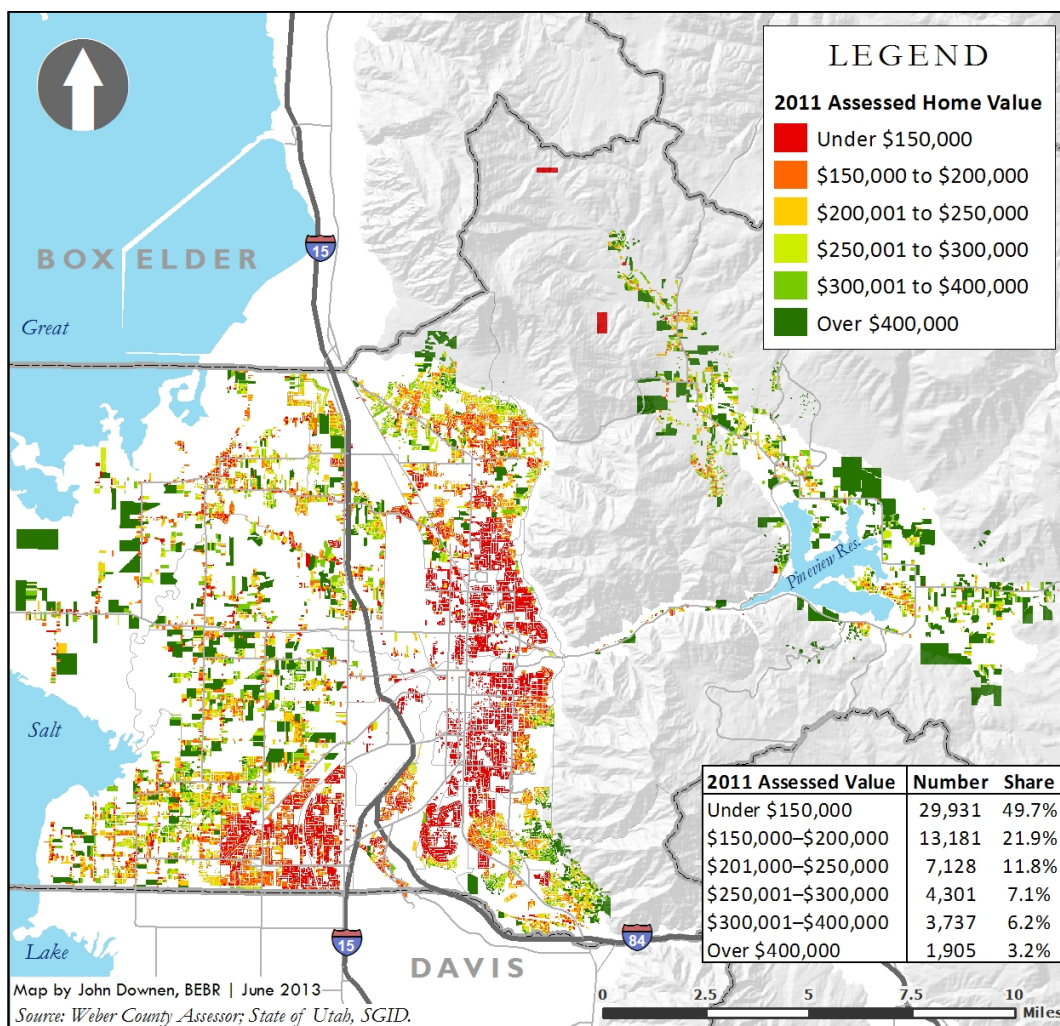 LEGEND
2011 Assessed Home Value
Under $150,000
$150,000 to $200,000
$200,001 to $250,000
$250,001 to $300,000
$300,001 to $400,000
Over $400,000
15
BOX ELDER
Great
Pineview Res.
Salt
2011 Assessed Value Number Share
Under $150,000 29,931 49.7%
$150,000–$200,000 13,181 21.9%
$201,000–$250,000 7,128 11.8%
$250,001–$300,000 4,301 7.1%
$300,001–$400,000 3,737 6.2%
Over $400,000 1,905 3.2%
Lake
15
84
DAVIS
Map by John Downen, BEBR | June 2013
Source: Weber County Assessor; State of Utah, SGID.
0 2.5 5 7.5 10
Miles